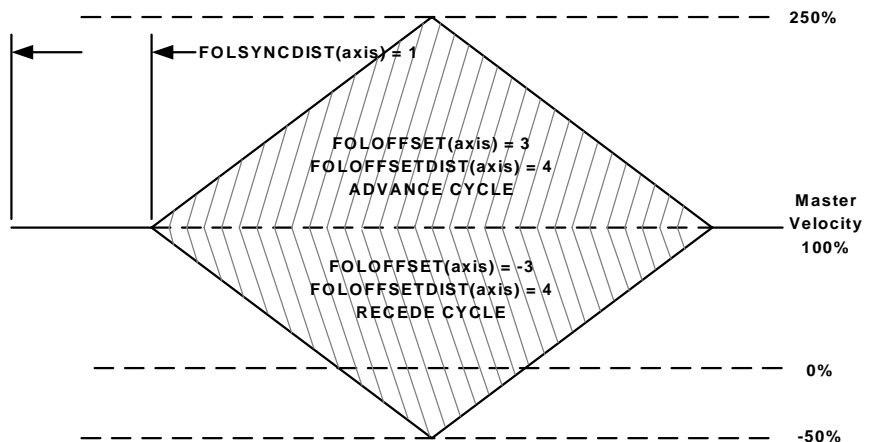 250%
FOLSYNCDIST(axis) = 1
FOLOFFSET(axis) = 3
FOLOFFSETDIST(axis) = 4
ADVANCE CYCLE
Master
Velocity
100%
FOLOFFSET(axis) = -3
FOLOFFSETDIST(axis) = 4
RECEDE CYCLE
0%
-50%